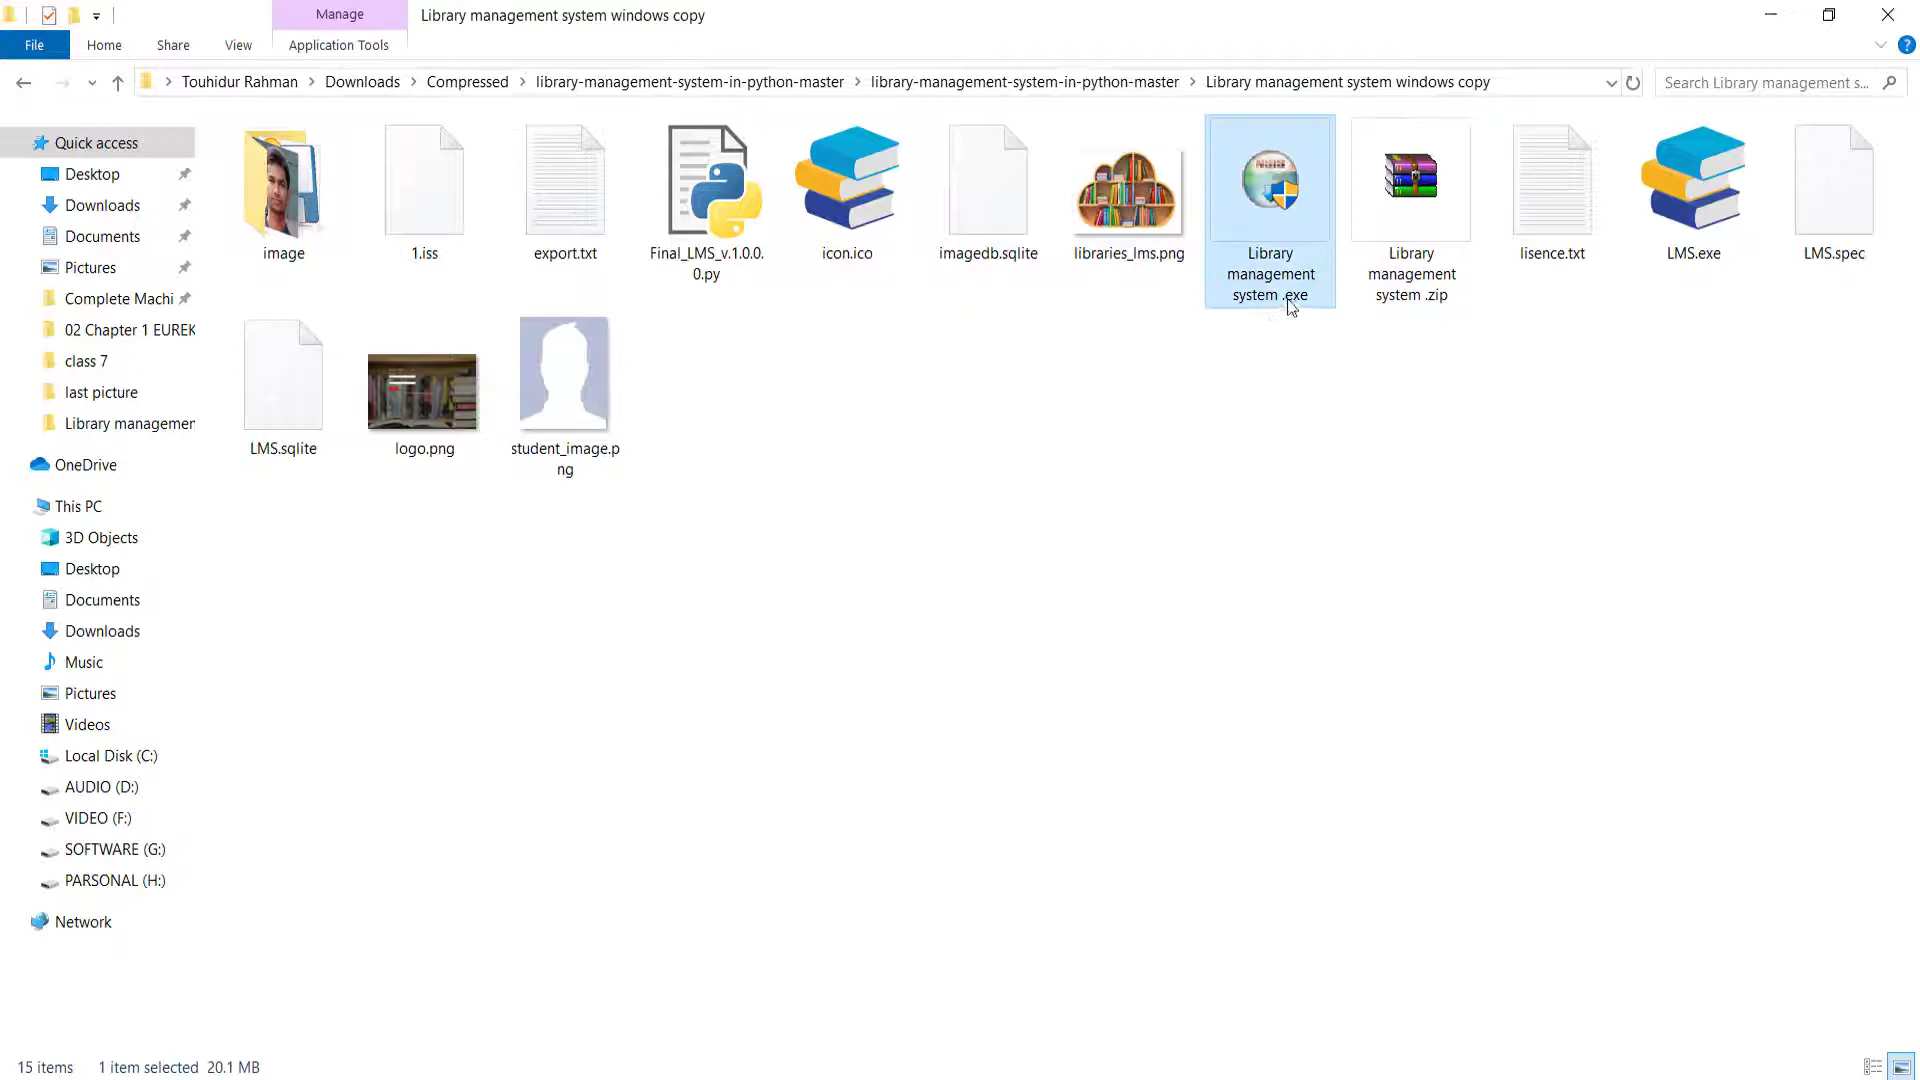 Manage
Library management system windows copy
File
Home
Share
View
Application Tools
Touhidur Rahman
Downloads
Compressed
library-management-system-in-python-master
library-management-system-in-python-master
Library management system windows copy
Search Library management s...
Quick access
Desktop
Downloads
Documents
Pictures
Complete Machi
02 Chapter 1 EUREK
class 7
last picture
Library managemen
OneDrive
This PC
3D Objects
Desktop
Documents
Downloads
Music
Pictures
Videos
Local Disk (C:)
AUDIO (D:)
VIDEO (F:)
SOFTWARE (G:)
PARSONAL (H:)
Network
image
1.iss
export.txt
Final_LMS_v.1.0.0.
0.py
icon.ico
imagedb.sqlite
libraries_lms.png
Library
management
system .exe
Library
management
system .zip
lisence.txt
LMS.exe
LMS.spec
LMS.sqlite
logo.png
student_image.p
ng
15 items
1 item selected 20.1 MB